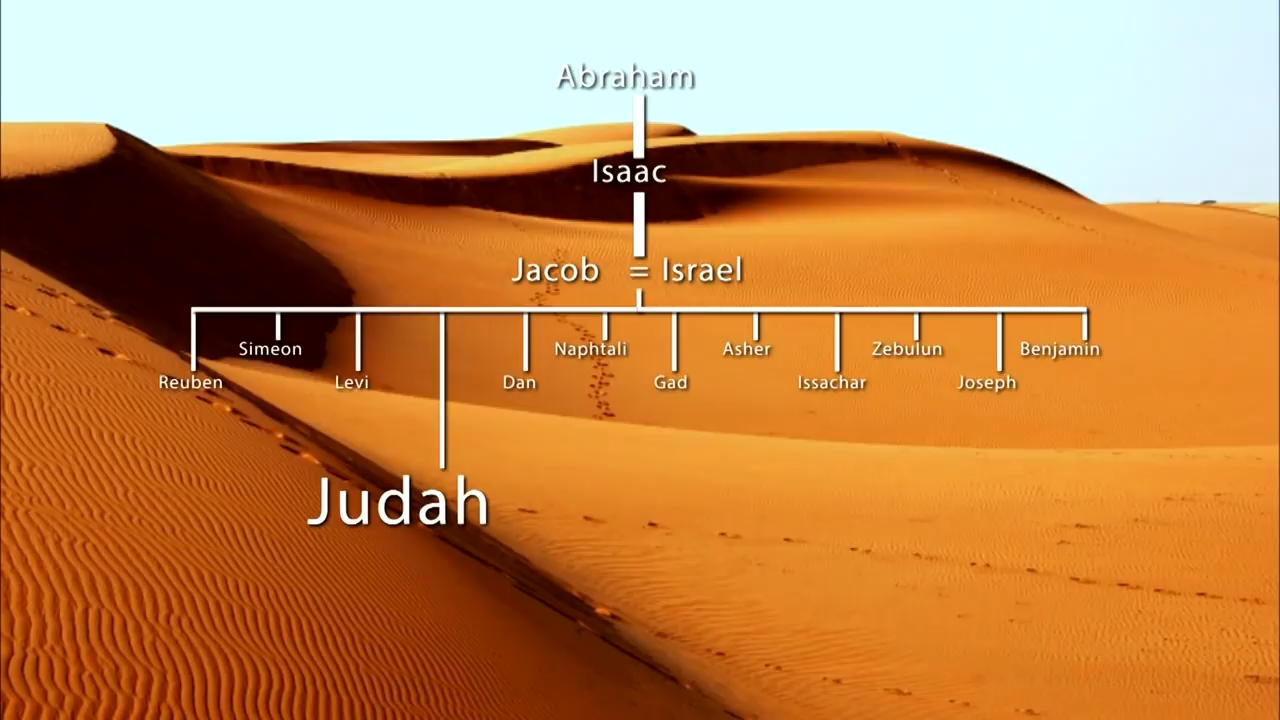 Abraham
Isaac
Jacob = Israel
Simeon Naphtali Asher Zebulun Benjamin
Reuben Levi Dan Gad Issachar Joseph
Judah